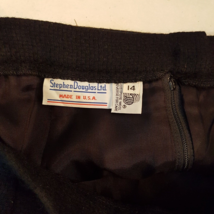 Stephen Douglas Ltd.
MADE IN U.S.A.
14